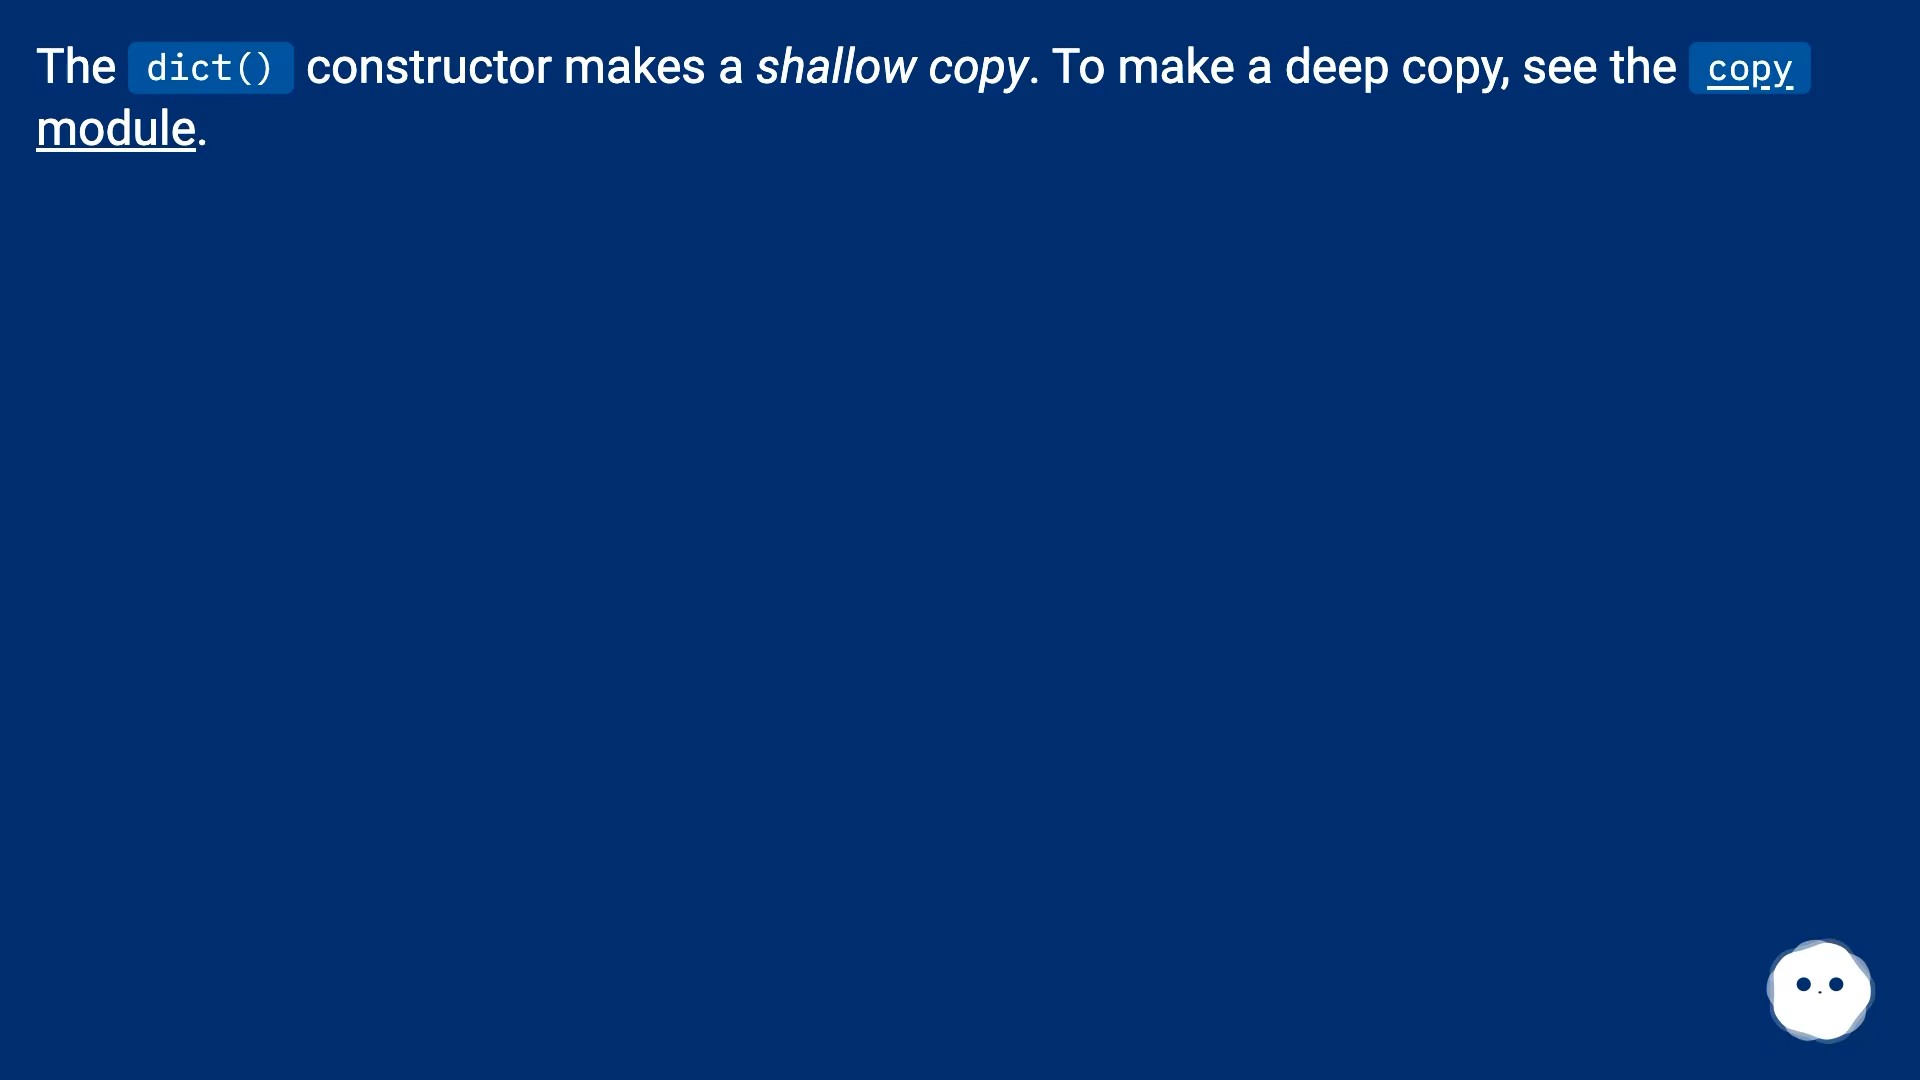 The dict() constructor makes a shallow copy. To make a deep copy, see the copy
module.